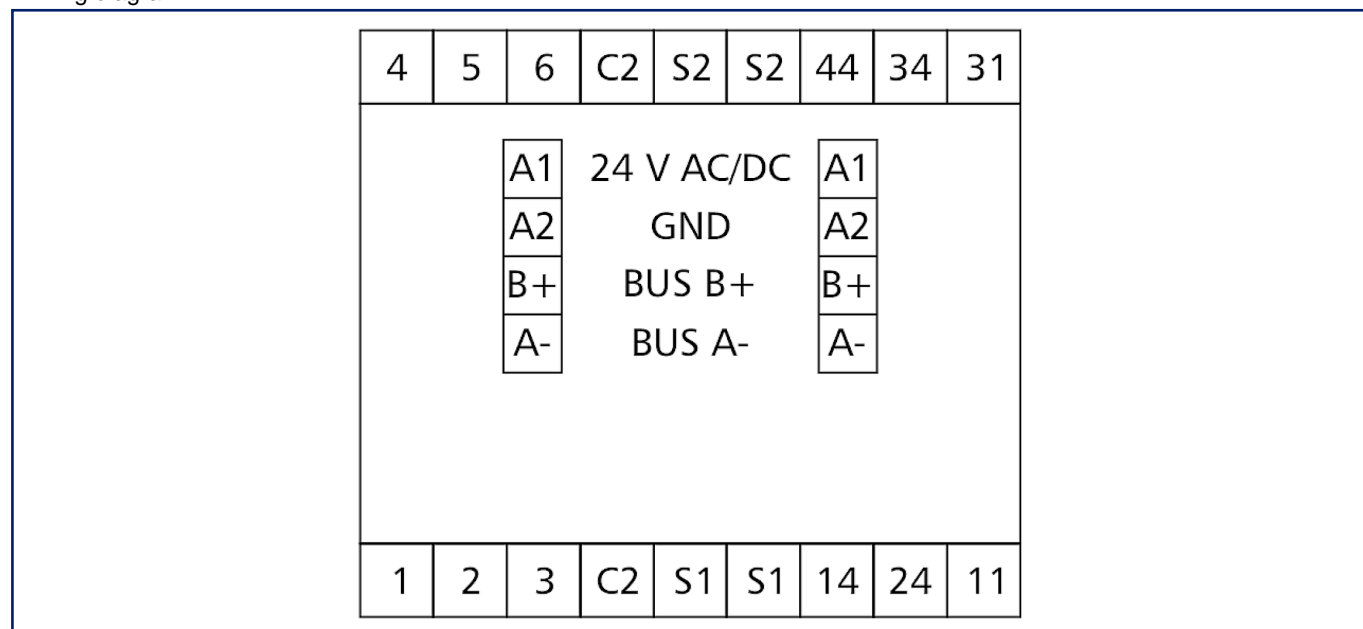 4 5 6 C2 S2 S2 44 34 31
A1 24 V AC/DC A1
A2 GND A2
B+ BUS B+ B+
A- BUS A- A-
1 2 3 C2 S1 S1 14 24 11